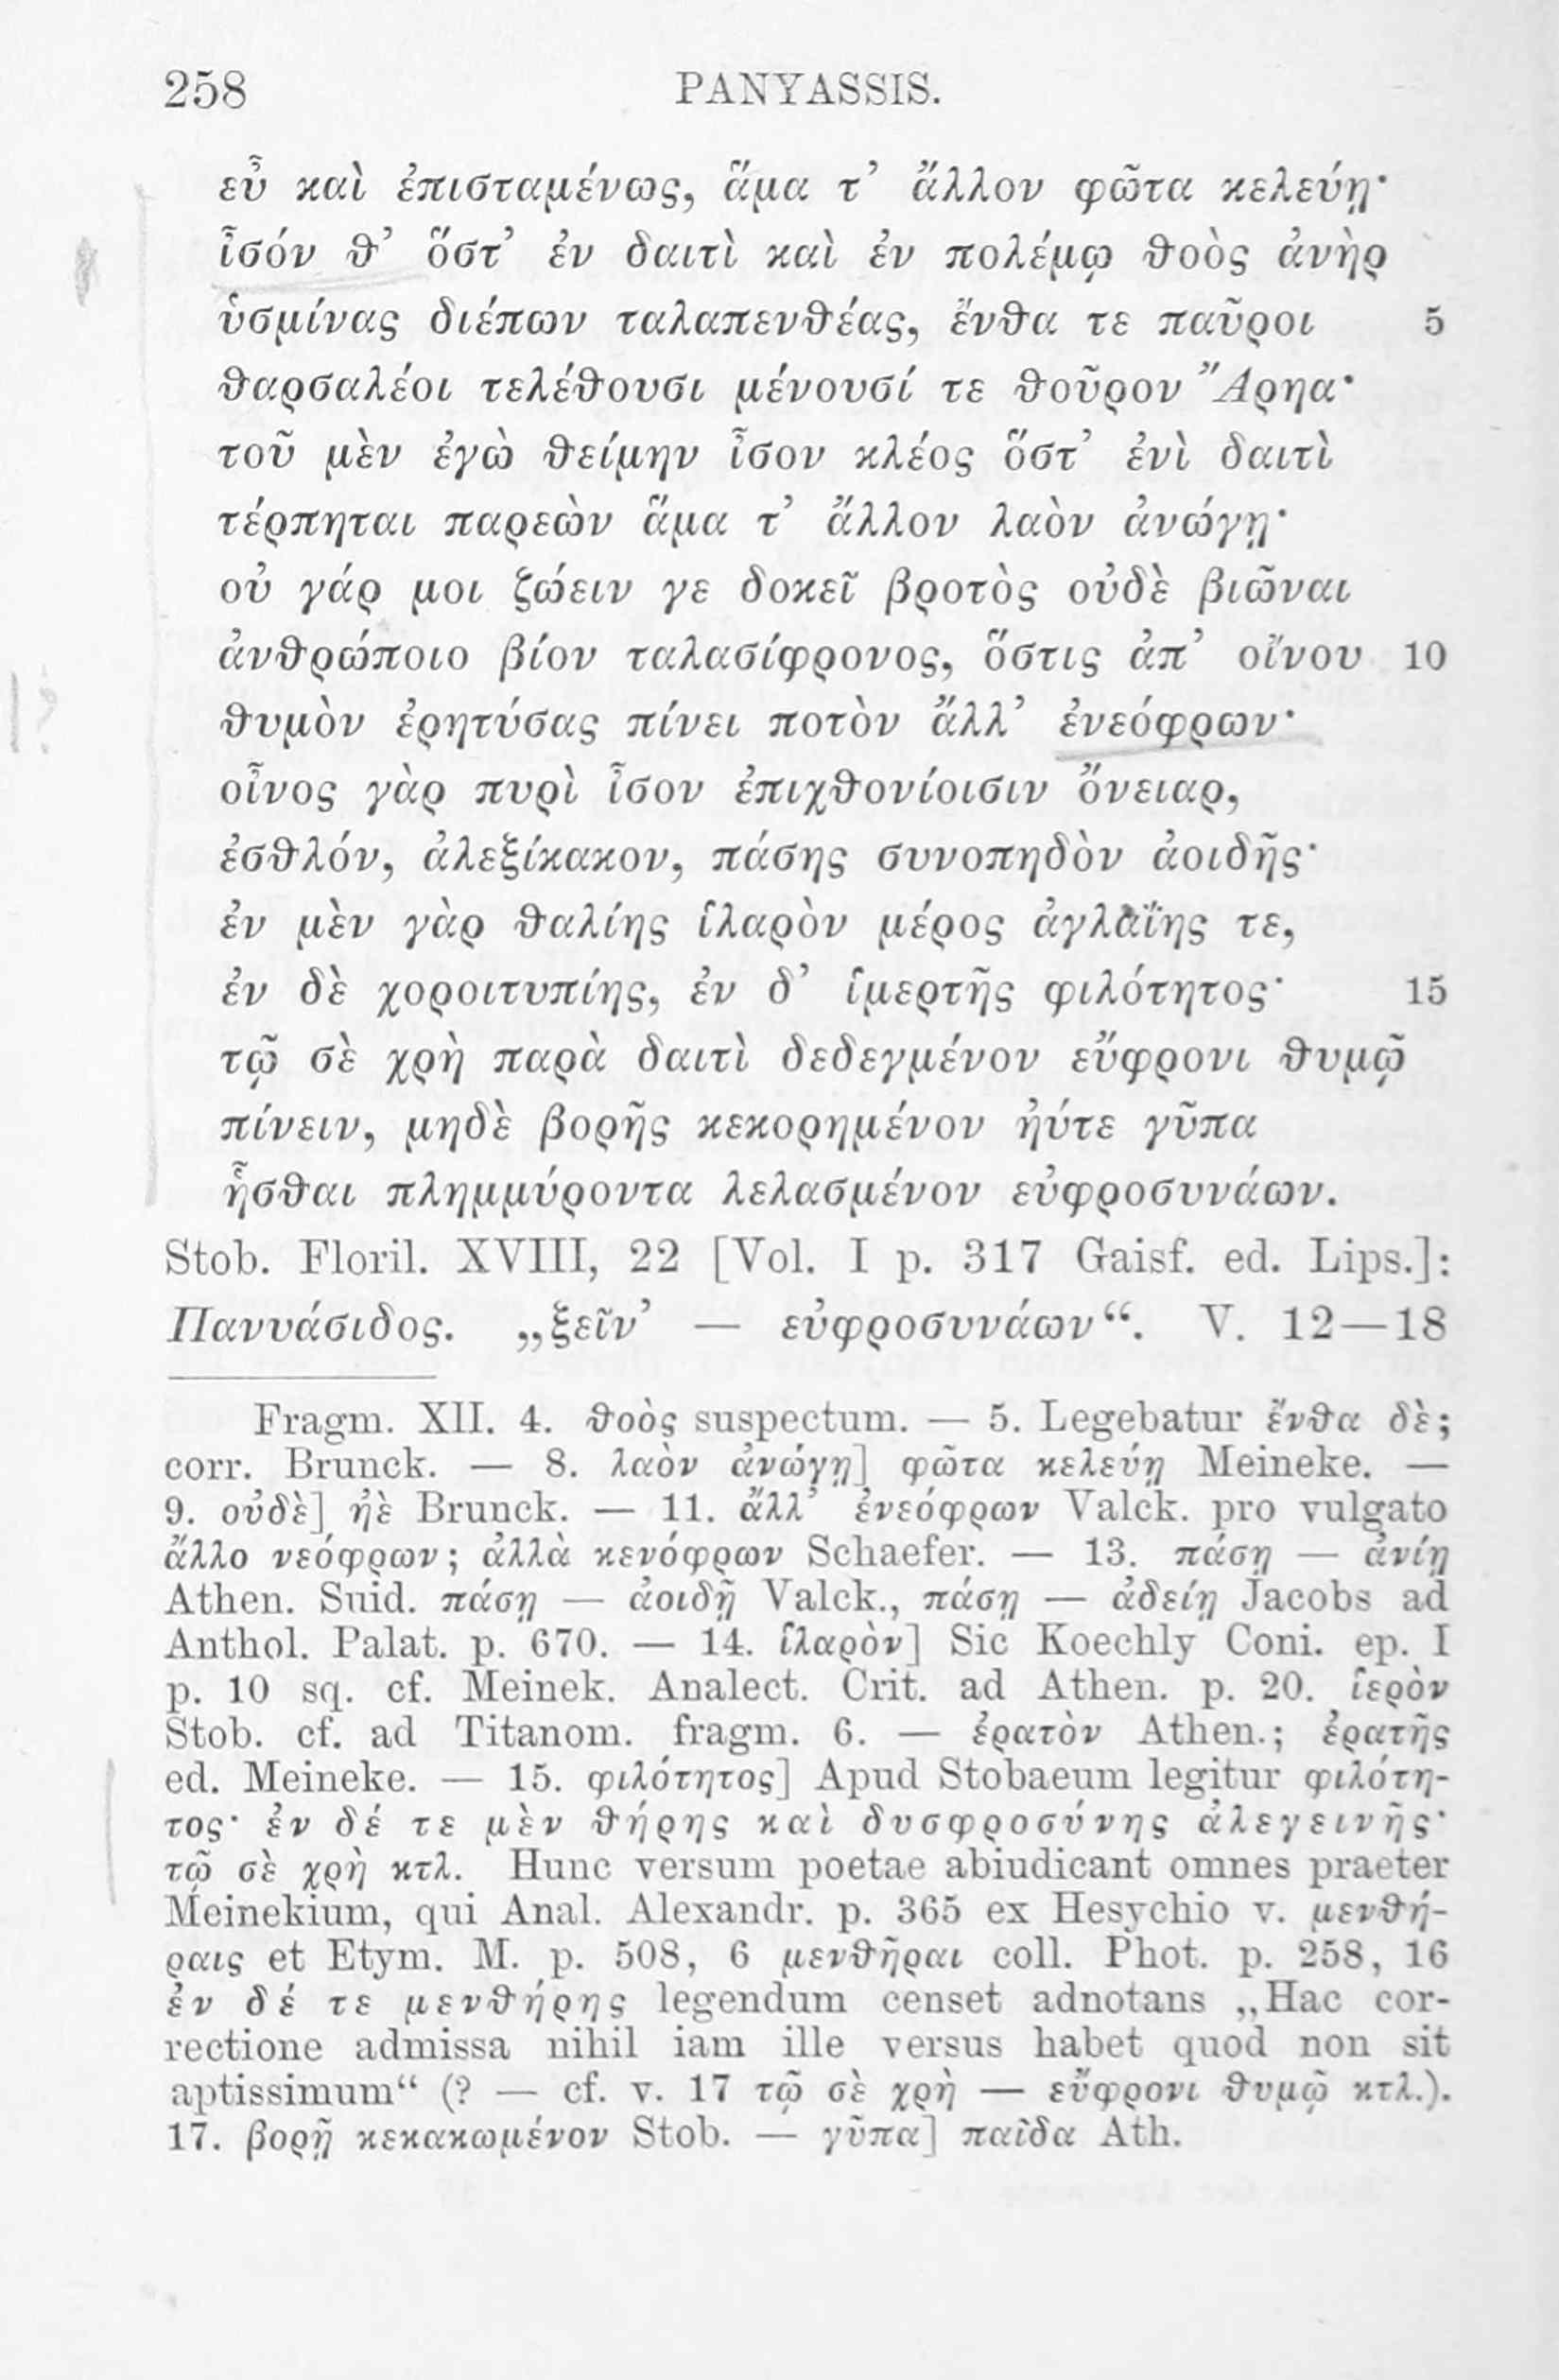 258 PANYASSIS.
εὖ καὶ ἐπισταμένως, ἅμα τ’ ἄλλον φῶτα κελεύῃ·
ἶσόν θ’ ὅστ’ ἐν δαιτὶ καὶ ἐν πολέμῳ θοὸς ἀνὴρ
ὑσμίνας διέπων ταλαπενθέας, ἔνθα τε παῦροι 5
θαρσαλέοι τελέθουσι μένουσί τε θοῦρον Ἄρηα·
τοῦ μὲν ἐγὼ θείμην ἶσον κλέος ὅστ’ ἐνὶ δαιτὶ
τέρπηται παρεὼν ἅμα τ’ ἄλλον λαὸν ἀνώγῃ·
οὐ γάρ μοι ζώειν γε δοκεῖ βροτὸς οὐδὲ βιῶναι
ἀνθρώποιο βίον ταλασίφρονος, ὅστις ἀπ’ οἴνου 10
θυμὸν ἐρητύσας πίνει ποτὸν ἄλλ’ ἐνεόφρων·
οἶνος γὰρ πυρὶ ἶσον ἐπιχθονίοισιν ὄνειαρ,
ἐσθλόν, ἀλεξίκακον, πάσης συνοπηδὸν ἀοιδῆς·
ἐν μὲν γὰρ θαλίης ἱλαρὸν μέρος ἀγλαΐης τε,
ἐν δὲ χοροιτυπίης, ἐν δ’ ἱμερτῆς φιλότητος· 15
τῷ σὲ χρὴ παρὰ δαιτὶ δεδεγμένον εὔφρονι θυμῷ
πίνειν, μηδὲ βορῆς κεκορημένον ἠύτε γῦπα
ἧσθαι πλημμύροντα λελασμένον εὐφροσυνάων.
Stob. Floril. XVIII, 22 [Vol. I p. 317 Gaisf. ed. Lips.]:
Πανυάσιδος. „ξεῖν’ — εὐφροσυνάων“. V. 12—18
Fragm. XII. 4. θοὸς suspectum. — 5. Legebatur ἔνθα δὲ;
corr. Brunck. — 8. λαὸν ἀνώγῃ] φῶτα κελεύῃ Meineke. —
9. οὐδὲ] ἠὲ Brunck. — 11. ἄλλ’ ἐνεόφρων Valck. pro vulgato
ἄλλο νεόφρων; ἀλλὰ κενόφρων Schaefer. — 13. πάσῃ — ἀνίῃ
Athen. Suid. πάσῃ — ἀοιδῇ Valck., πάσῃ — ἀδείῃ Jacobs ad
Anthol. Palat. p. 670. — 14. ἱλαρὸν] Sic Koechly Coni. ep. I
p. 10 sq. cf. Meinek. Analect. Crit. ad Athen. p. 20. ἱερὸν
Stob. cf. ad Titanom. fragm. 6. — ἐρατὸν Athen.; ἐρατῆς
ed. Meineke. — 15. φιλότητος] Apud Stobaeum legitur φιλότη-
τος· ἐν δέ τε μὲν θήρης καὶ δυσφροσύνης ἀλεγεινῆς·
τῷ σὲ χρὴ κτλ. Hunc versum poetae abiudicant omnes praeter
Meinekium, qui Anal. Alexandr. p. 365 ex Hesychio v. μενθή-
ραις et Etym. M. p. 508, 6 μενθῆραι coll. Phot. p. 258, 16
ἐν δέ τε μενθήρης legendum censet adnotans „Hac cor-
rectione admissa nihil iam ille versus habet quod non sit
aptissimum“ (? — cf. v. 17 τῷ σὲ χρὴ — εὔφρονι θυμῷ κτλ.).
17. βορῇ κεκακωμένον Stob. — γῦπα] παῖδα Ath.